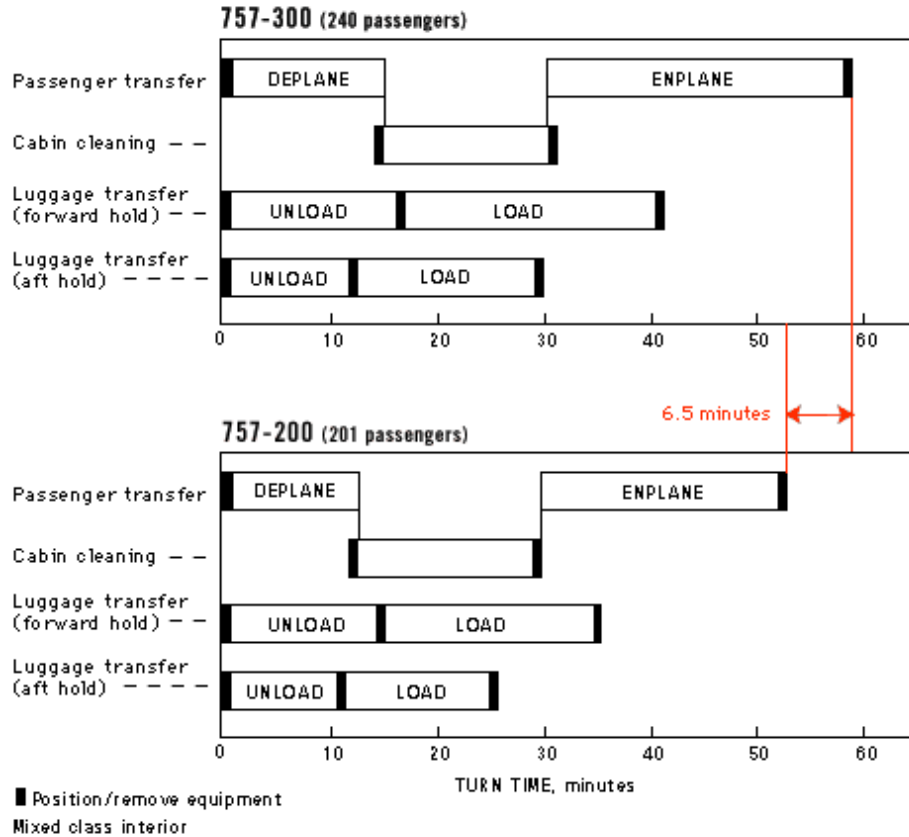 757-300 (240 passengers)
Passenger transfer
DEPLANE
ENPLANE
Cabin cleaning
Luggage transfer
(forward hold)
UNLOAD
LOAD
Luggage transfer
(aft hold)
UNLOAD
LOAD
0 10 20 30 40 50 60
6.5 minutes
757-200 (201 passengers)
Passenger transfer
DEPLANE
ENPLANE
Cabin cleaning
Luggage transfer
(forward hold)
UNLOAD
LOAD
Luggage transfer
(aft hold)
UNLOAD
LOAD
0 10 20 30 40 50 60
TURN TIME, minutes
Position/remove equipment
Mixed class interior